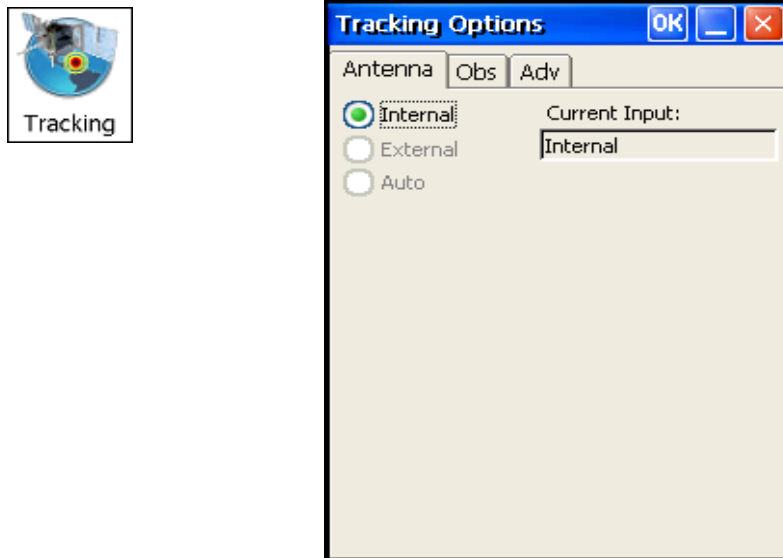 Tracking
Tracking Options OK
Antenna Obs Adv
Internal Current Input:
External Internal
Auto